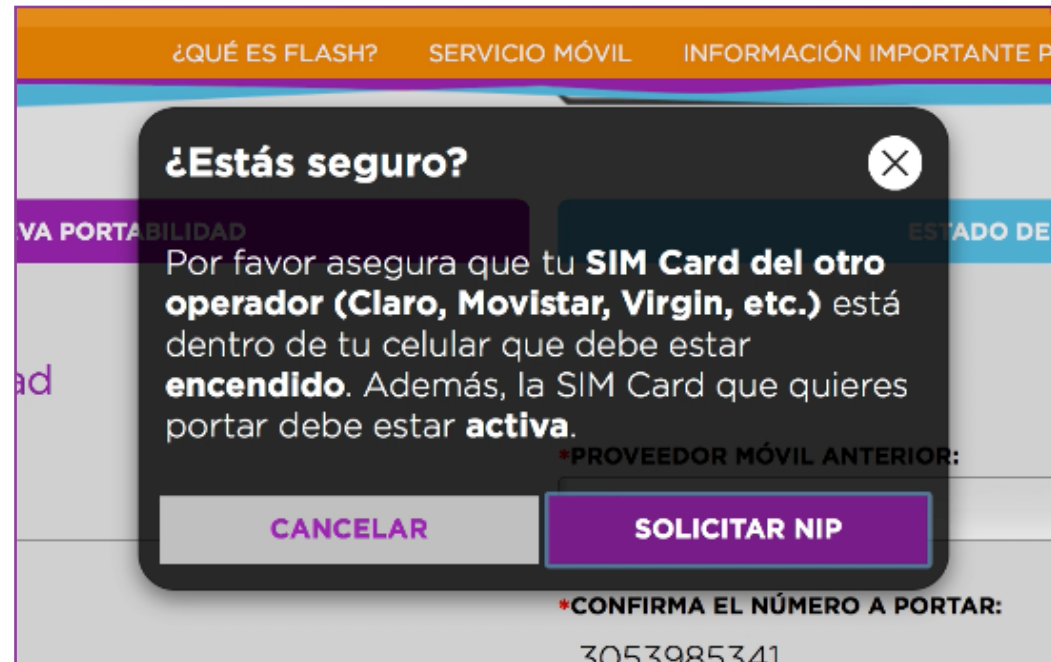 ¿QUÉ ES FLASH? SERVICIO MÓVIL INFORMACIÓN IMPORTANTE P
¿Estás seguro?
VA PORTABILIDAD ESTADO DE
Por favor asegura que tu SIM Card del otro
operador (Claro, Movistar, Virgin, etc.) está
dentro de tu celular que debe estar
ad
encendido. Además, la SIM Card que quieres
portar debe estar activa.
*PROVEEDOR MÓVIL ANTERIOR:
CANCELAR SOLICITAR NIP
*CONFIRMA EL NÚMERO A PORTAR:
3053985341